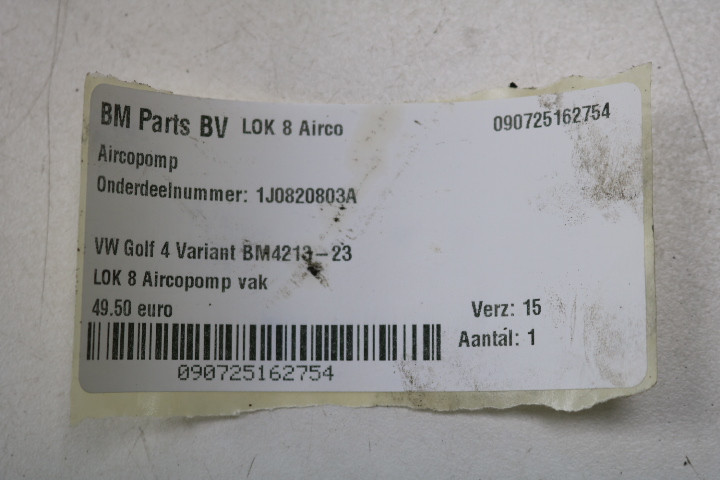 BM Parts BV LOK 8 Airco 090725162754
Aircopomp
Onderdeelnummer: 1J0820803A
VW Golf 4 Variant BM4213-23
LOK 8 Aircopomp vak
49.50 euro Verz: 15
Aantal: 1
090725162754